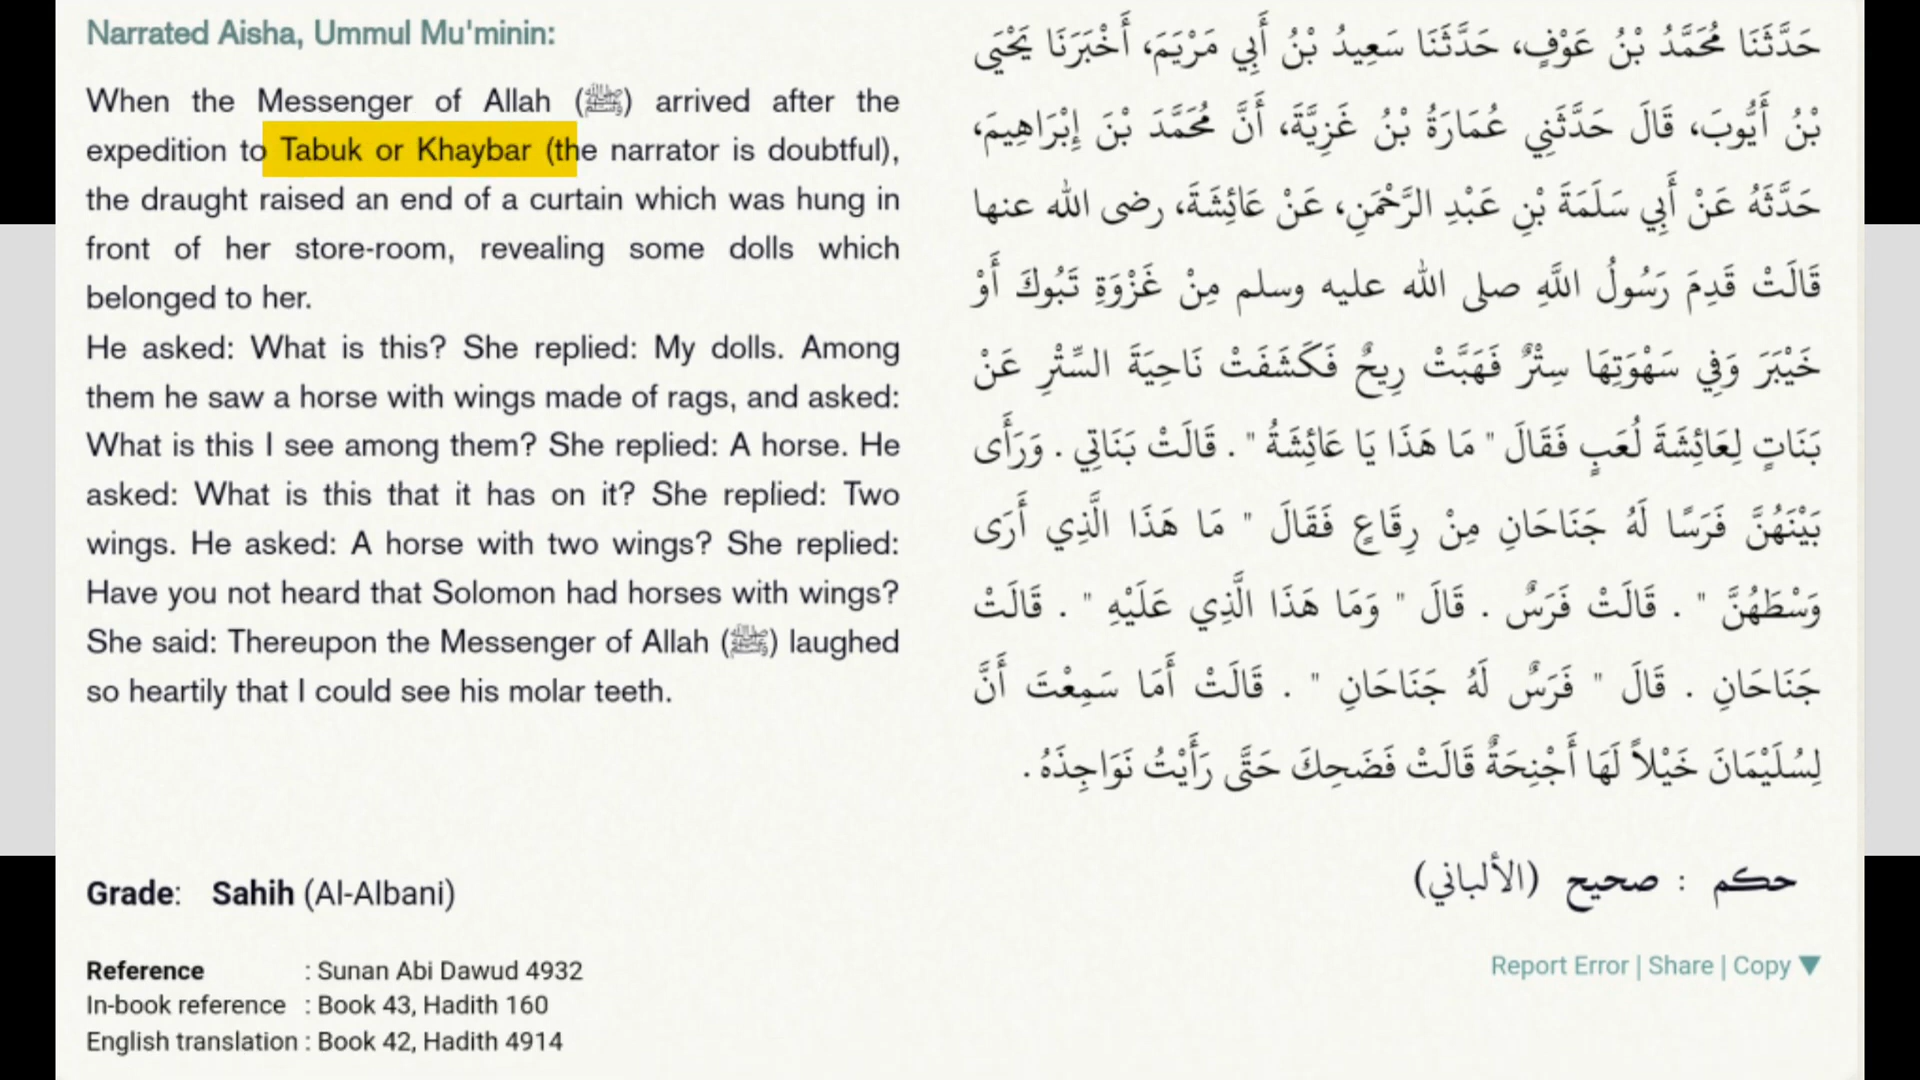 Narrated Aisha, Ummul Mu'minin:
When the Messenger of Allah (ﷺ) arrived after the
expedition to Tabuk or Khaybar (the narrator is doubtful),
the draught raised an end of a curtain which was hung in
front of her store-room, revealing some dolls which
belonged to her.
He asked: What is this? She replied: My dolls. Among
them he saw a horse with wings made of rags, and asked:
What is this I see among them? She replied: A horse. He
asked: What is this that it has on it? She replied: Two
wings. He asked: A horse with two wings? She replied:
Have you not heard that Solomon had horses with wings?
She said: Thereupon the Messenger of Allah (ﷺ) laughed
so heartily that I could see his molar teeth.
حَدَّثَنَا مُحَمَّدُ بْنُ عَوْفٍ، حَدَّثَنَا سَعِيدُ بْنُ أَبِي مَرْيَمَ، أَخْبَرَنَا يَحْيَى
بْنُ أَيُّوبَ، قَالَ حَدَّثَنِي عُمَارَةُ بْنُ غَزِيَّةَ، أَنَّ مُحَمَّدَ بْنَ إِبْرَاهِيمَ،
حَدَّثَهُ عَنْ أَبِي سَلَمَةَ بْنِ عَبْدِ الرَّحْمَنِ، عَنْ عَائِشَةَ، رضى الله عنها
قَالَتْ قَدِمَ رَسُولُ اللَّهِ صلى الله عليه وسلم مِنْ غَزْوَةِ تَبُوكَ أَوْ
خَيْبَرَ وَفِي سَهْوَتِهَا سِتْرٌ فَهَبَّتْ رِيحٌ فَكَشَفَتْ نَاحِيَةَ السِّتْرِ عَنْ
بَنَاتٍ لِعَائِشَةَ لُعَبٍ فَقَالَ " مَا هَذَا يَا عَائِشَةُ " . قَالَتْ بَنَاتِي . وَرَأَى
بَيْنَهُنَّ فَرَسًا لَهُ جَنَاحَانِ مِنْ رِقَاعٍ فَقَالَ " مَا هَذَا الَّذِي أَرَى
وَسْطَهُنَّ " . قَالَتْ فَرَسٌ . قَالَ " وَمَا هَذَا الَّذِي عَلَيْهِ " . قَالَتْ
جَنَاحَانِ . قَالَ " فَرَسٌ لَهُ جَنَاحَانِ " . قَالَتْ أَمَا سَمِعْتَ أَنَّ
لِسُلَيْمَانَ خَيْلاً لَهَا أَجْنِحَةٌ قَالَتْ فَضَحِكَ حَتَّى رَأَيْتُ نَوَاجِذَهُ .
Grade: Sahih (Al-Albani)
حكم : صحيح (الألباني)
Reference : Sunan Abi Dawud 4932
In-book reference : Book 43, Hadith 160
English translation : Book 42, Hadith 4914
Report Error | Share | Copy ▼